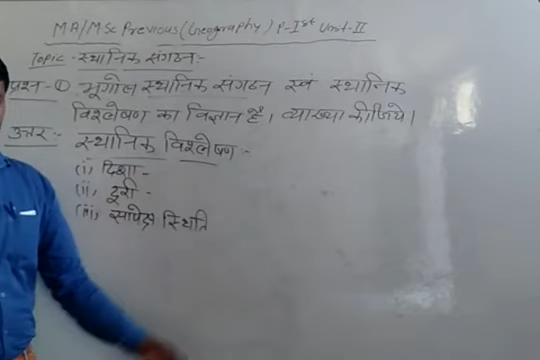 MA/MSc Previous (Geography) P-Ist Unit-II
Topic - स्थानिक संगठन:-
प्रश्न-① भूगोल स्थानिक संगठन एवं स्थानिक
विश्लेषण का विज्ञान है। व्याख्या कीजिये।
उत्तर:- स्थानिक विश्लेषण:-
(i) दिशा-
(ii) दूरी-
(iii) सापेक्ष स्थिति